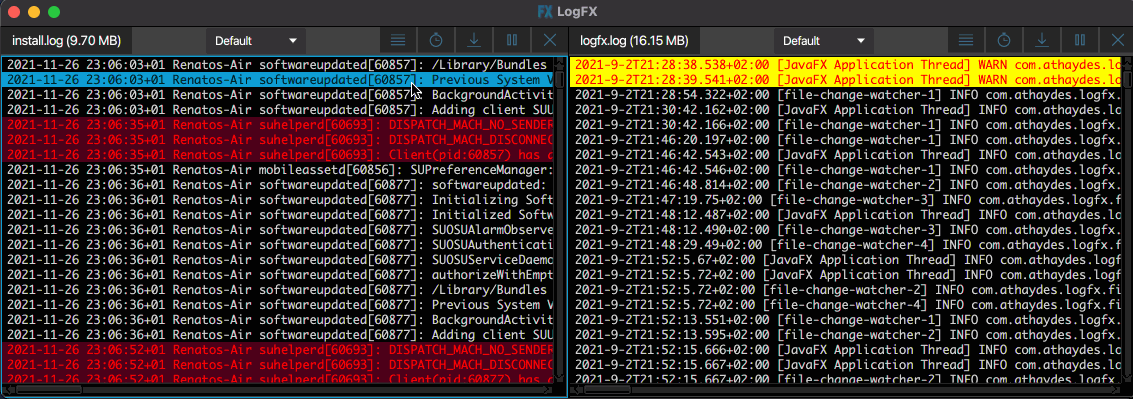 FX LogFX
install.log (9.70 MB)
Default
2021-11-26 23:06:03+01 Renatos-Air softwareupdated[60857]: /Library/Bundles
2021-11-26 23:06:03+01 Renatos-Air softwareupdated[60857]: Previous System V
2021-11-26 23:06:03+01 Renatos-Air softwareupdated[60857]: BackgroundActivit
2021-11-26 23:06:03+01 Renatos-Air softwareupdated[60857]: Adding client SUU
2021-11-26 23:06:35+01 Renatos-Air suhelperd[60693]: DISPATCH_MACH_NO_SENDER
2021-11-26 23:06:35+01 Renatos-Air suhelperd[60693]: DISPATCH_MACH_DISCONNEC
2021-11-26 23:06:35+01 Renatos-Air suhelperd[60693]: Client(pid:60857) has d
2021-11-26 23:06:35+01 Renatos-Air mobileassetd[60856]: SUPreferenceManager:
2021-11-26 23:06:36+01 Renatos-Air softwareupdated[60877]: softwareupdated:
2021-11-26 23:06:36+01 Renatos-Air softwareupdated[60877]: Initializing Soft
2021-11-26 23:06:36+01 Renatos-Air softwareupdated[60877]: Initialized Softw
2021-11-26 23:06:36+01 Renatos-Air softwareupdated[60877]: SUOSUAlarmObserve
2021-11-26 23:06:36+01 Renatos-Air softwareupdated[60877]: SUOSUAuthenticati
2021-11-26 23:06:36+01 Renatos-Air softwareupdated[60877]: SUOSUServiceDaemo
2021-11-26 23:06:36+01 Renatos-Air softwareupdated[60877]: authorizeWithEmpt
2021-11-26 23:06:36+01 Renatos-Air softwareupdated[60877]: /Library/Bundles
2021-11-26 23:06:36+01 Renatos-Air softwareupdated[60877]: Previous System V
2021-11-26 23:06:36+01 Renatos-Air softwareupdated[60877]: BackgroundActivit
2021-11-26 23:06:36+01 Renatos-Air softwareupdated[60877]: Adding client SUU
2021-11-26 23:06:52+01 Renatos-Air suhelperd[60693]: DISPATCH_MACH_NO_SENDER
2021-11-26 23:06:52+01 Renatos-Air suhelperd[60693]: DISPATCH_MACH_DISCONNEC
2021-11-26 23:06:52+01 Renatos-Air suhelperd[60693]: Client(pid:60877) has d
logfx.log (16.15 MB)
Default
2021-9-2T21:28:38.538+02:00 [JavaFX Application Thread] WARN com.athaydes.lo
2021-9-2T21:28:39.541+02:00 [JavaFX Application Thread] WARN com.athaydes.lo
2021-9-2T21:28:54.322+02:00 [file-change-watcher-1] INFO com.athaydes.logfx.
2021-9-2T21:30:42.162+02:00 [JavaFX Application Thread] INFO com.athaydes.lo
2021-9-2T21:30:42.166+02:00 [file-change-watcher-1] INFO com.athaydes.logfx.
2021-9-2T21:46:20.197+02:00 [file-change-watcher-1] INFO com.athaydes.logfx.
2021-9-2T21:46:42.543+02:00 [JavaFX Application Thread] INFO com.athaydes.lo
2021-9-2T21:46:42.546+02:00 [file-change-watcher-1] INFO com.athaydes.logfx.
2021-9-2T21:46:48.814+02:00 [file-change-watcher-2] INFO com.athaydes.logfx.
2021-9-2T21:47:19.75+02:00 [file-change-watcher-3] INFO com.athaydes.logfx.f
2021-9-2T21:48:12.487+02:00 [JavaFX Application Thread] INFO com.athaydes.lo
2021-9-2T21:48:12.490+02:00 [file-change-watcher-3] INFO com.athaydes.logfx.
2021-9-2T21:48:29.49+02:00 [file-change-watcher-4] INFO com.athaydes.logfx.f
2021-9-2T21:52:5.67+02:00 [JavaFX Application Thread] INFO com.athaydes.logf
2021-9-2T21:52:5.72+02:00 [JavaFX Application Thread] INFO com.athaydes.logf
2021-9-2T21:52:5.72+02:00 [file-change-watcher-2] INFO com.athaydes.logfx.fi
2021-9-2T21:52:5.72+02:00 [file-change-watcher-4] INFO com.athaydes.logfx.fi
2021-9-2T21:52:13.551+02:00 [JavaFX Application Thread] INFO com.athaydes.lo
2021-9-2T21:52:13.595+02:00 [file-change-watcher-2] INFO com.athaydes.logfx.
2021-9-2T21:52:15.666+02:00 [JavaFX Application Thread] INFO com.athaydes.lo
2021-9-2T21:52:15.667+02:00 [JavaFX Application Thread] INFO com.athaydes.lo
2021-9-2T21:52:15.667+02:00 [file-change-watcher-2] INFO com.athaydes.logfx.